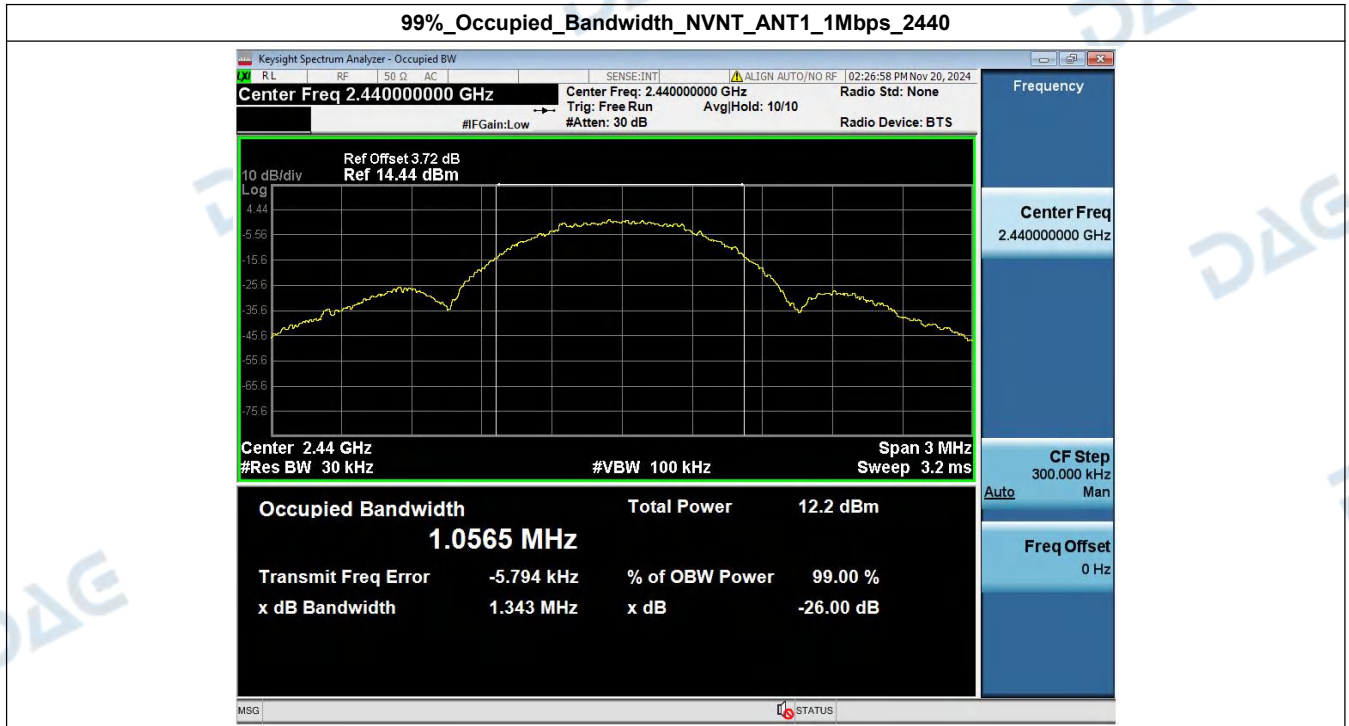 99%_Occupied_Bandwidth_NVNT_ANT1_1Mbps_2440
Keysight Spectrum Analyzer - Occupied BW
LXI RL RF 50 Ω AC SENSE:INT ALIGN AUTO/NO RF 02:26:58 PM Nov 20, 2024
Center Freq 2.440000000 GHz
Center Freq: 2.440000000 GHz Radio Std: None
Trig: Free Run Avg|Hold: 10/10
#IFGain:Low #Atten: 30 dB Radio Device: BTS
Ref Offset 3.72 dB
10 dB/div Ref 14.44 dBm
Log
4.44
-5.56
-15.6
-25.6
-35.6
-45.6
-55.6
-65.6
-75.6
Center 2.44 GHz Span 3 MHz
#Res BW 30 kHz #VBW 100 kHz Sweep 3.2 ms
Occupied Bandwidth Total Power 12.2 dBm
1.0565 MHz
Transmit Freq Error -5.794 kHz % of OBW Power 99.00 %
x dB Bandwidth 1.343 MHz x dB -26.00 dB
Frequency
Center Freq
2.440000000 GHz
CF Step
300.000 kHz
Auto Man
Freq Offset
0 Hz
MSG STATUS
DAG
DAG
DAG